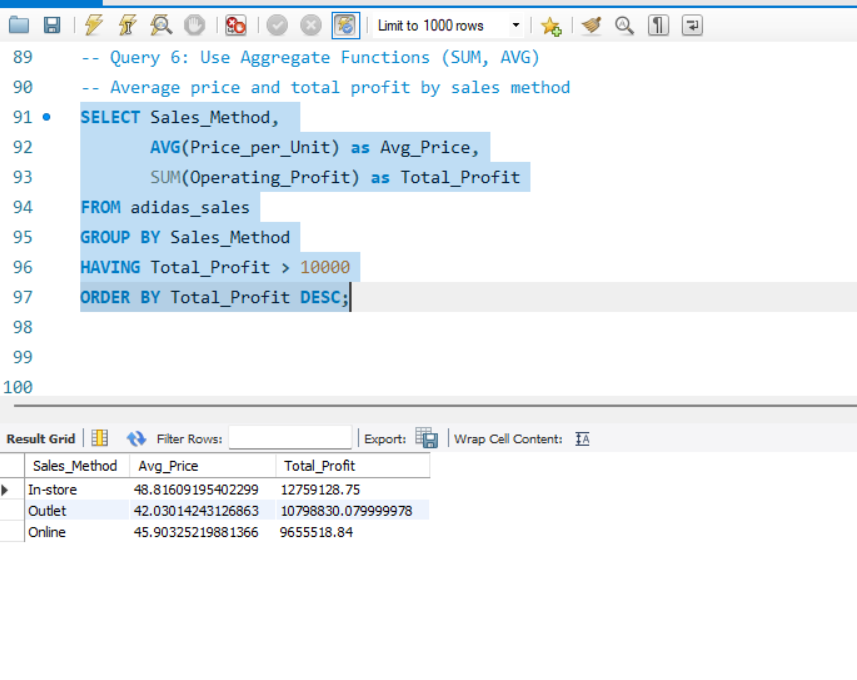 Limit to 1000 rows
89 -- Query 6: Use Aggregate Functions (SUM, AVG)
90 -- Average price and total profit by sales method
91 SELECT Sales_Method,
92 AVG(Price_per_Unit) as Avg_Price,
93 SUM(Operating_Profit) as Total_Profit
94 FROM adidas_sales
95 GROUP BY Sales_Method
96 HAVING Total_Profit > 10000
97 ORDER BY Total_Profit DESC;
98
99
100
Result Grid Filter Rows: Export: Wrap Cell Content: IA
Sales_Method Avg_Price Total_Profit
In-store 48.81609195402299 12759128.75
Outlet 42.03014243126863 10798830.079999978
Online 45.90325219881366 9655518.84